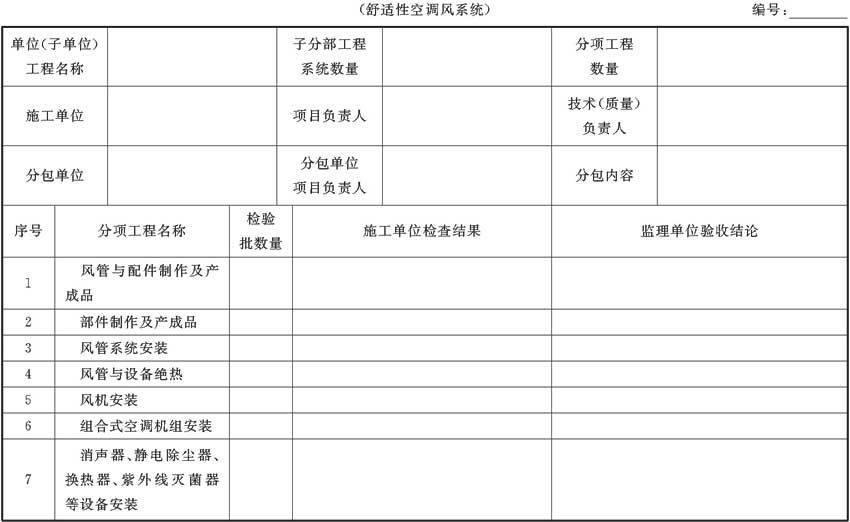 （舒适性空调风系统）
编号：
单位(子单位)
工程名称
子分部工程
系统数量
分项工程
数量
施工单位
项目负责人
技术(质量)
负责人
分包单位
分包单位
项目负责人
分包内容
序号
分项工程名称
检验
批数量
施工单位检查结果
监理单位验收结论
1
风管与配件制作及产
成品
2
部件制作及产成品
3
风管系统安装
4
风管与设备绝热
5
风机安装
6
组合式空调机组安装
7
消声器、静电除尘器、
换热器、紫外线灭菌器
等设备安装